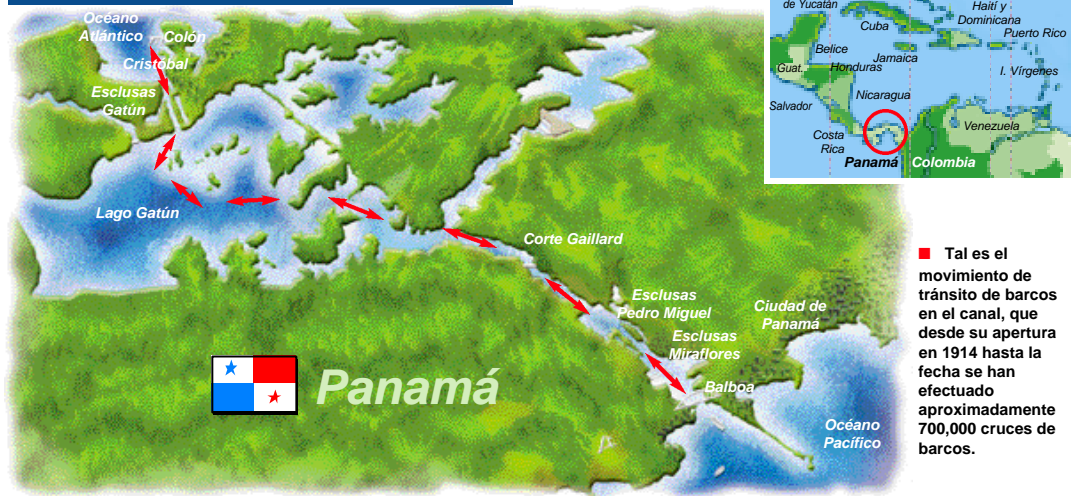 Océano
Atlántico
Colón
Cristóbal
Esclusas
Gatún
Lago Gatún
Corte Gaillard
Esclusas
Pedro Miguel
Esclusas
Miraflores
Ciudad de
Panamá
Balboa
Océano
Pacífico
Panamá
de Yucatán
Cuba
Haití y
Dominicana
Puerto Rico
Belice
Jamaica
Guat.
Honduras
I. Vírgenes
Nicaragua
Salvador
Costa
Rica
Venezuela
Panamá
Colombia
Tal es el
movimiento de
tránsito de barcos
en el canal, que
desde su apertura
en 1914 hasta la
fecha se han
efectuado
aproximadamente
700,000 cruces de
barcos.